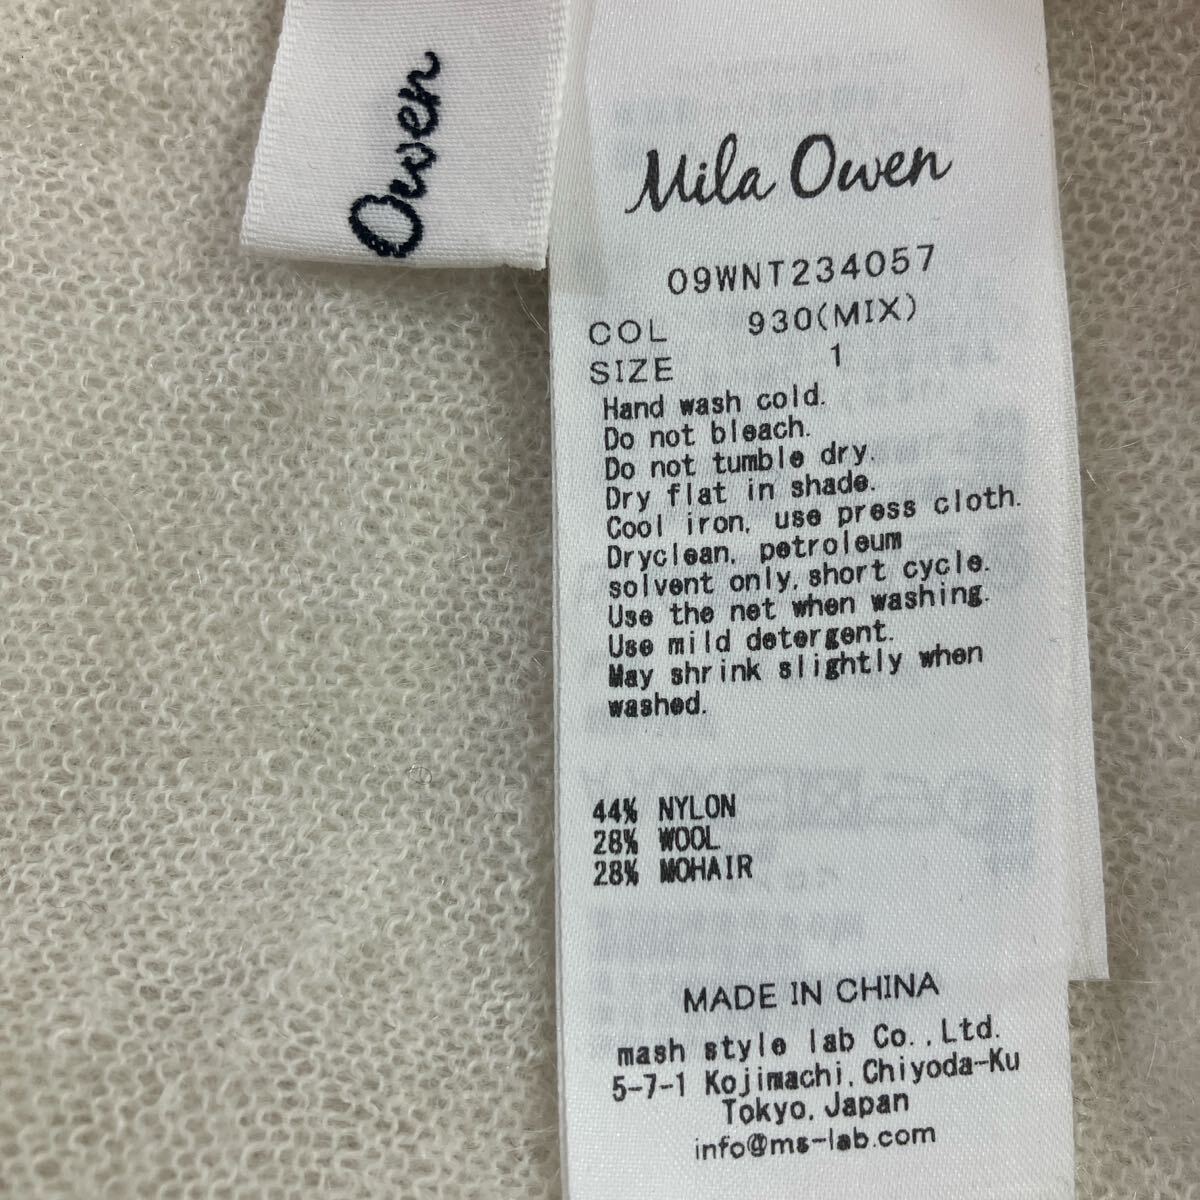 Owen
Mila Owen
09WNT234057
COL 930(MIX)
SIZE 1
Hand wash cold.
Do not bleach.
Do not tumble dry.
Dry flat in shade.
Cool iron, use press cloth.
Dryclean, petroleum
solvent only, short cycle.
Use the net when washing.
Use mild detergent.
May shrink slightly when
washed.
44% NYLON
28% WOOL
28% MOHAIR
MADE IN CHINA
mash style lab Co.,Ltd.
5-7-1 Kojimachi, Chiyoda-Ku
Tokyo, Japan
info@ms-lab.com